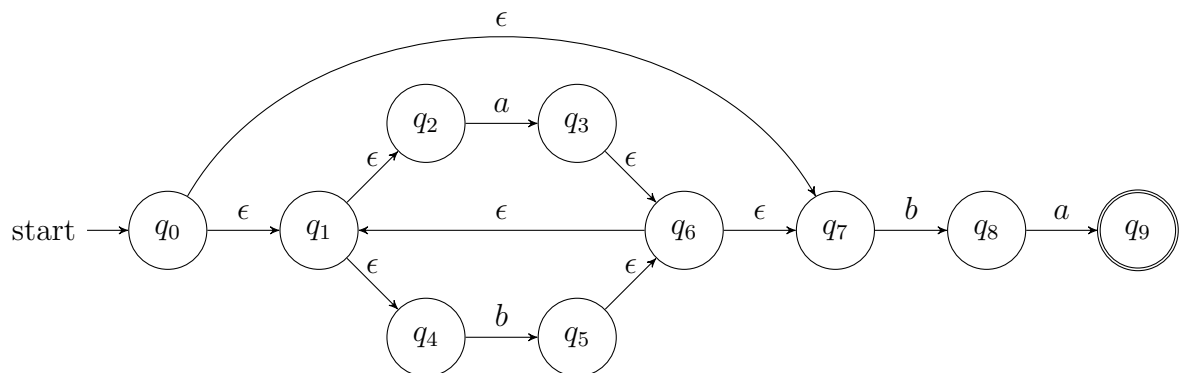 ϵ
a
q₂ q₃
ϵ ϵ
start q₀ ϵ q₁ ϵ q₆ ϵ q₇ b q₈ a q₉
ϵ ϵ
q₄ b q₅